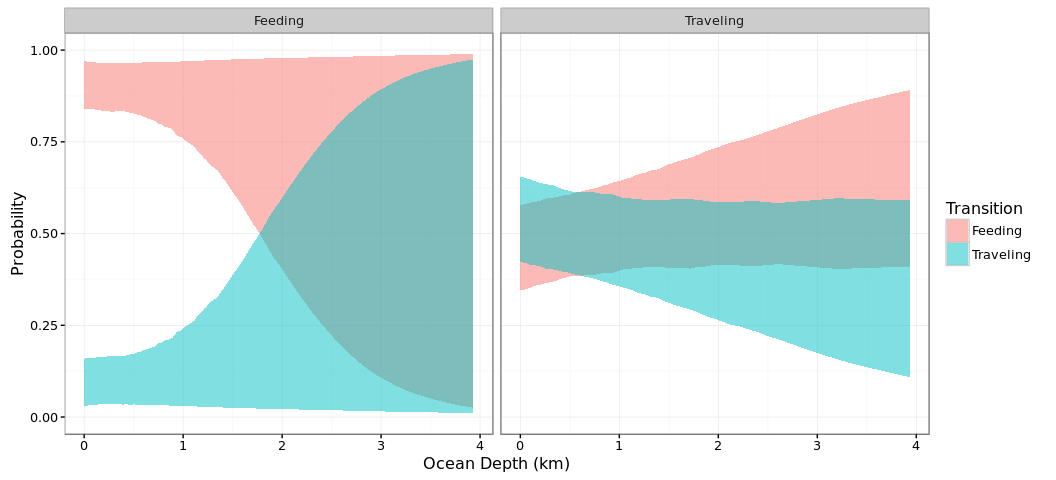 Feeding
Traveling
1.00
0.75
0.50
0.25
0.00
Probability
0 1 2 3 4
0 1 2 3 4
Ocean Depth (km)
Transition
Feeding
Traveling